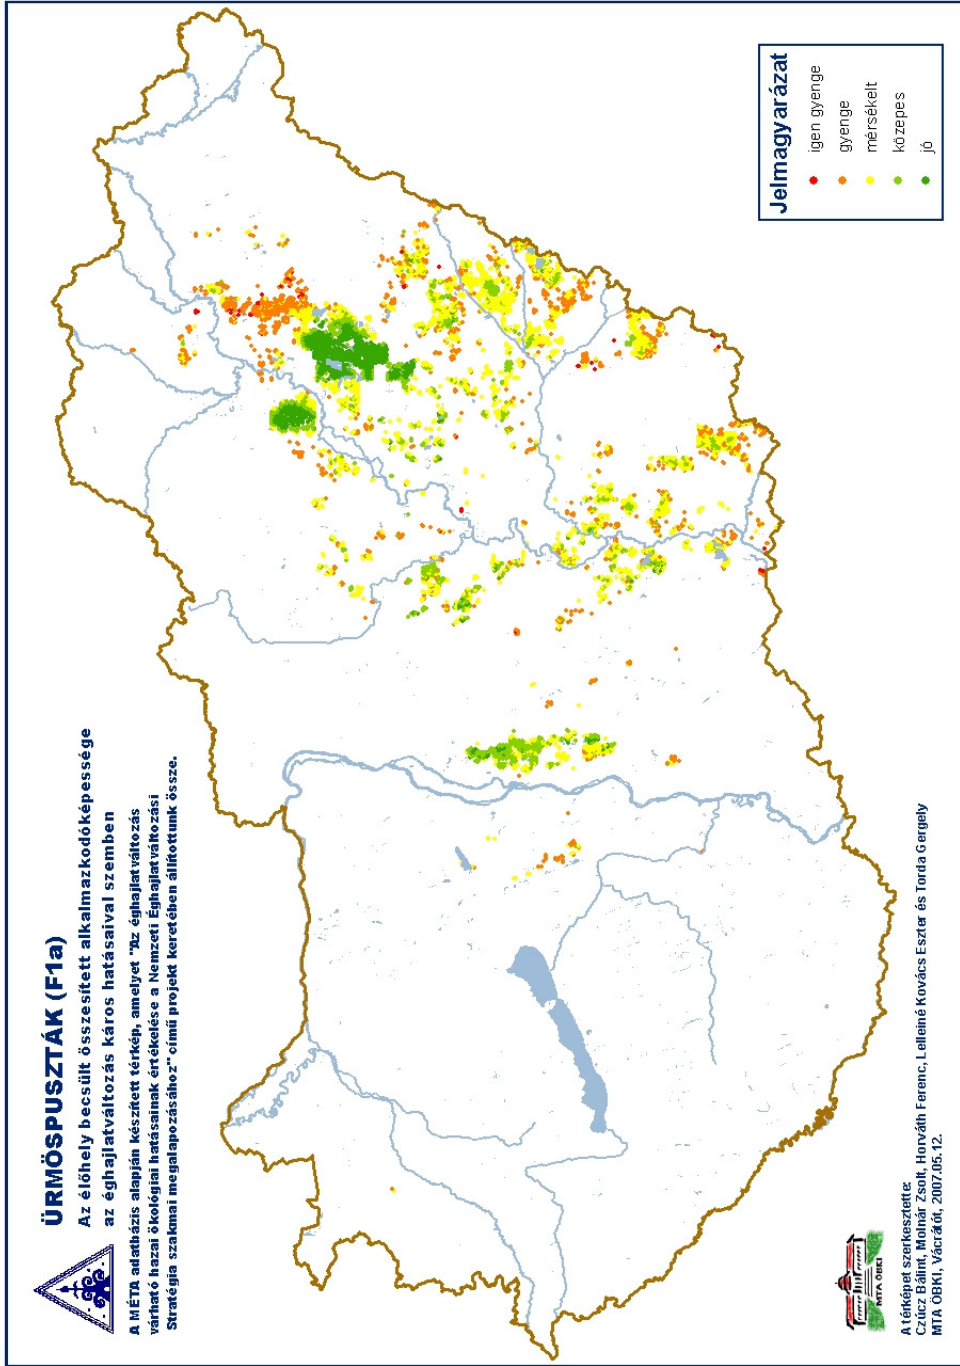 ÜRMÖSPUSZTÁK (F1a)
Az élőhely becsült összesített alkalmazkodóképessége
az éghajlatváltozás káros hatásaival szemben
A MÉTA adatbázis alapján készített térkép, amelyet "Az éghajlatváltozás
várható hazai ökológiai hatásainak értékelése a Nemzeti Éghajlatváltozási
Stratégia szakmai megalapozásához" című projekt keretében állítottunk össze.
Jelmagyarázat
igen gyenge
gyenge
mérsékelt
közepes
jó
MTA ÖBKI
A térképet szerkesztette:
Czúcz Bálint, Molnár Zsolt, Horváth Ferenc, Lelleiné Kovács Eszter és Torda Gergely
MTA ÖBKI, Vácrátót, 2007.05.12.